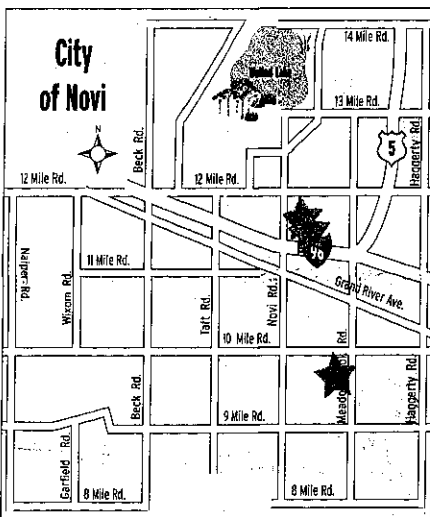 City
of Novi
14 Mile Rd.
Walled Lake
13 Mile Rd.
N
Beck Rd.
5
Haggerty Rd.
12 Mile Rd.
12 Mile Rd.
96
11 Mile Rd.
Napier Rd.
Wixom Rd.
Taft Rd.
Novi Rd.
Grand River Ave.
10 Mile Rd.
Rd.
Beck Rd.
9 Mile Rd.
Haggerty Rd.
Garfield Rd.
8 Mile Rd.
8 Mile Rd.